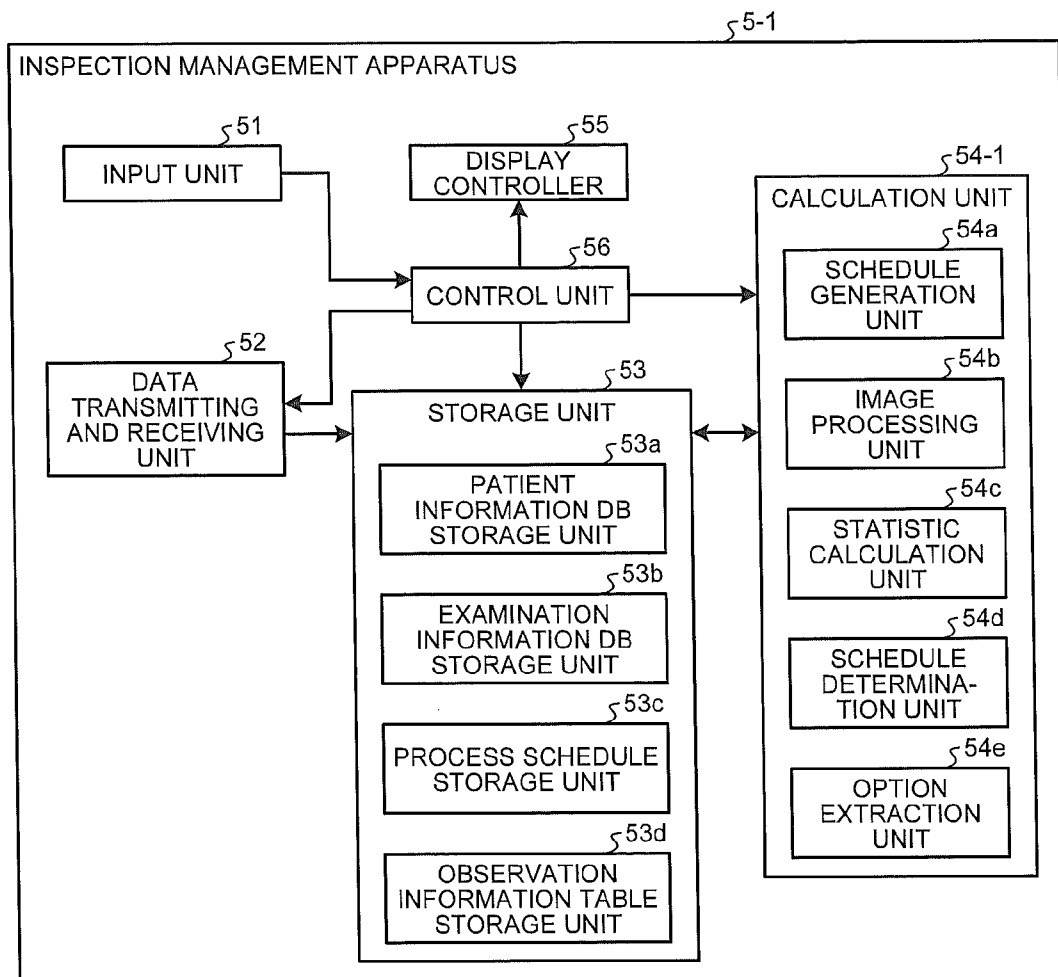 5-1
INSPECTION MANAGEMENT APPARATUS
51
INPUT UNIT
55
DISPLAY
CONTROLLER
56
CONTROL UNIT
52
DATA
TRANSMITTING
AND RECEIVING
UNIT
53
STORAGE UNIT
53a
PATIENT
INFORMATION DB
STORAGE UNIT
53b
EXAMINATION
INFORMATION DB
STORAGE UNIT
53c
PROCESS SCHEDULE
STORAGE UNIT
53d
OBSERVATION
INFORMATION TABLE
STORAGE UNIT
54-1
CALCULATION UNIT
54a
SCHEDULE
GENERATION
UNIT
54b
IMAGE
PROCESSING
UNIT
54c
STATISTIC
CALCULATION
UNIT
54d
SCHEDULE
DETERMINA-
TION UNIT
54e
OPTION
EXTRACTION
UNIT